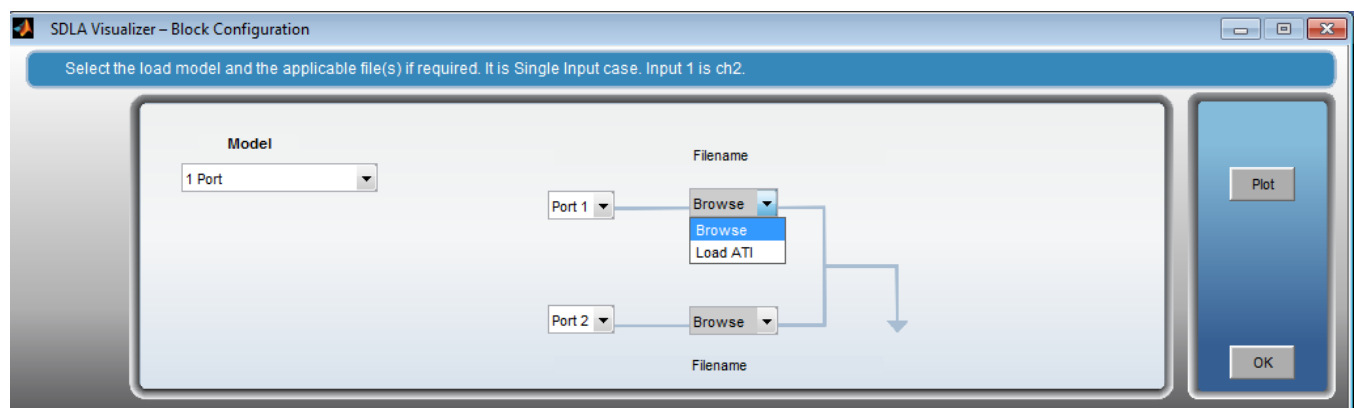 SDLA Visualizer – Block Configuration
Select the load model and the applicable file(s) if required. It is Single Input case. Input 1 is ch2.
Model
1 Port
Filename
Port 1
Browse
Browse
Load ATI
Port 2
Browse
Filename
Plot
OK